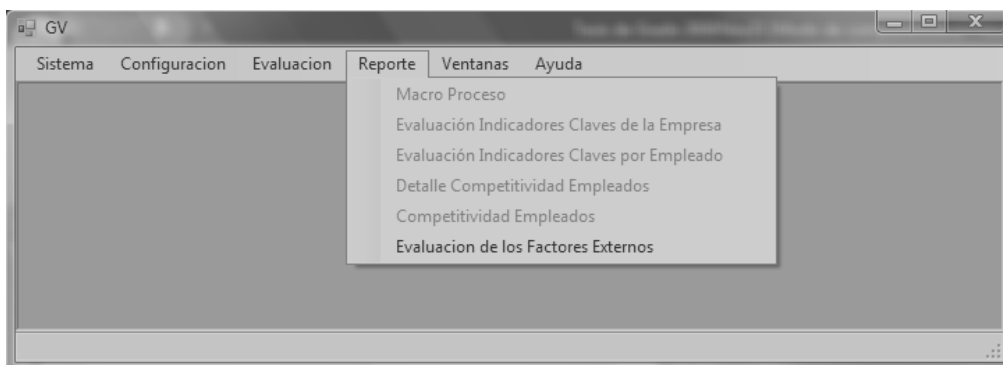 GV
Sistema Configuracion Evaluacion Reporte Ventanas Ayuda
Macro Proceso
Evaluación Indicadores Claves de la Empresa
Evaluación Indicadores Claves por Empleado
Detalle Competitividad Empleados
Competitividad Empleados
Evaluacion de los Factores Externos